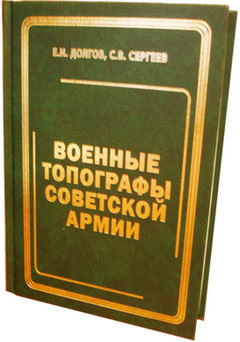 Е.И. ДОЛГОВ, С.В. СЕРГЕЕВ
ВОЕННЫЕ
ТОПОГРАФЫ
СОВЕТСКОЙ
АРМИИ